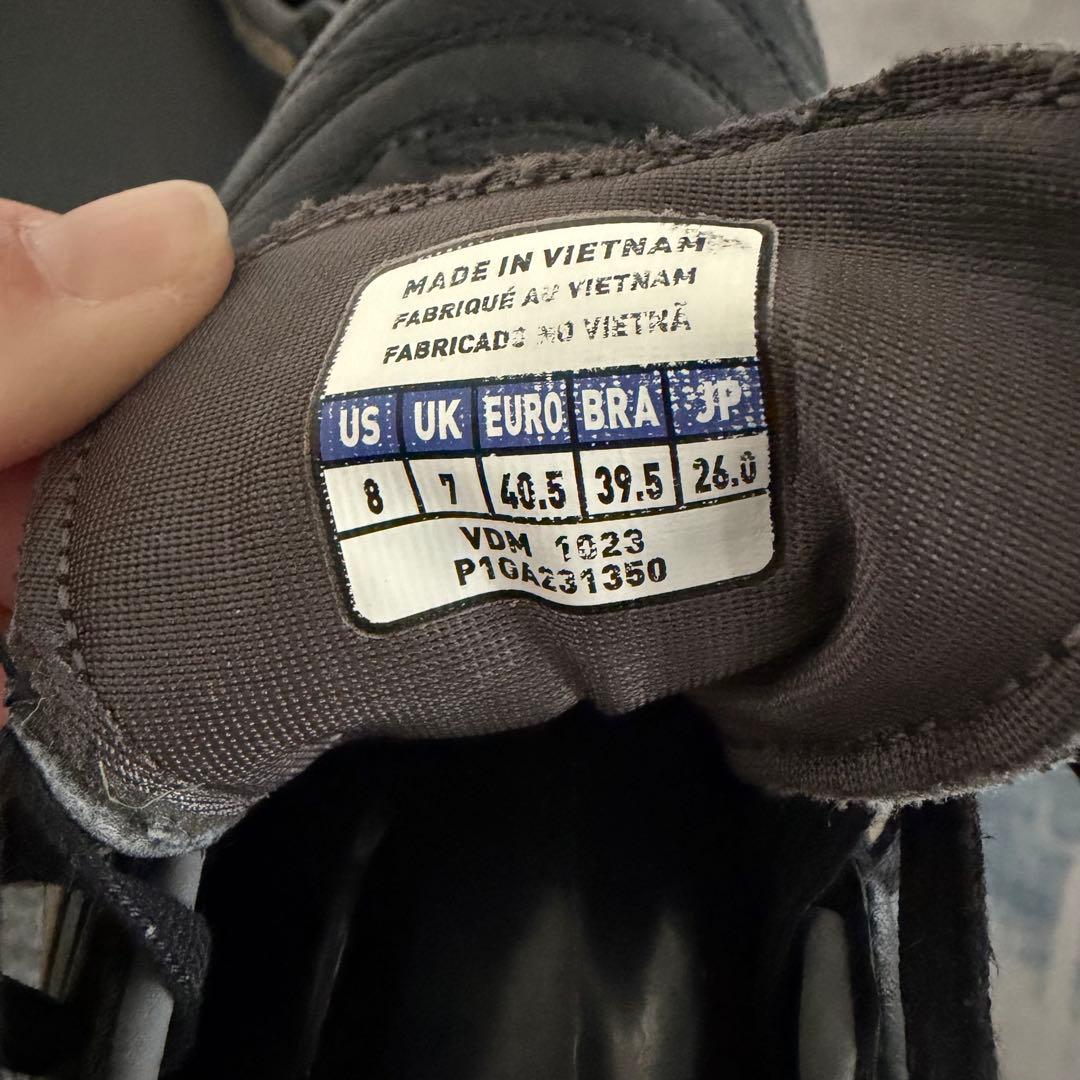 MADE IN VIETNAM
FABRIQUÉ AU VIETNAM
FABRICADO NO VIETNÃ
US UK EURO BRA JP
8 7 40.5 39.5 26.0
VDM 1023
P1GA231350